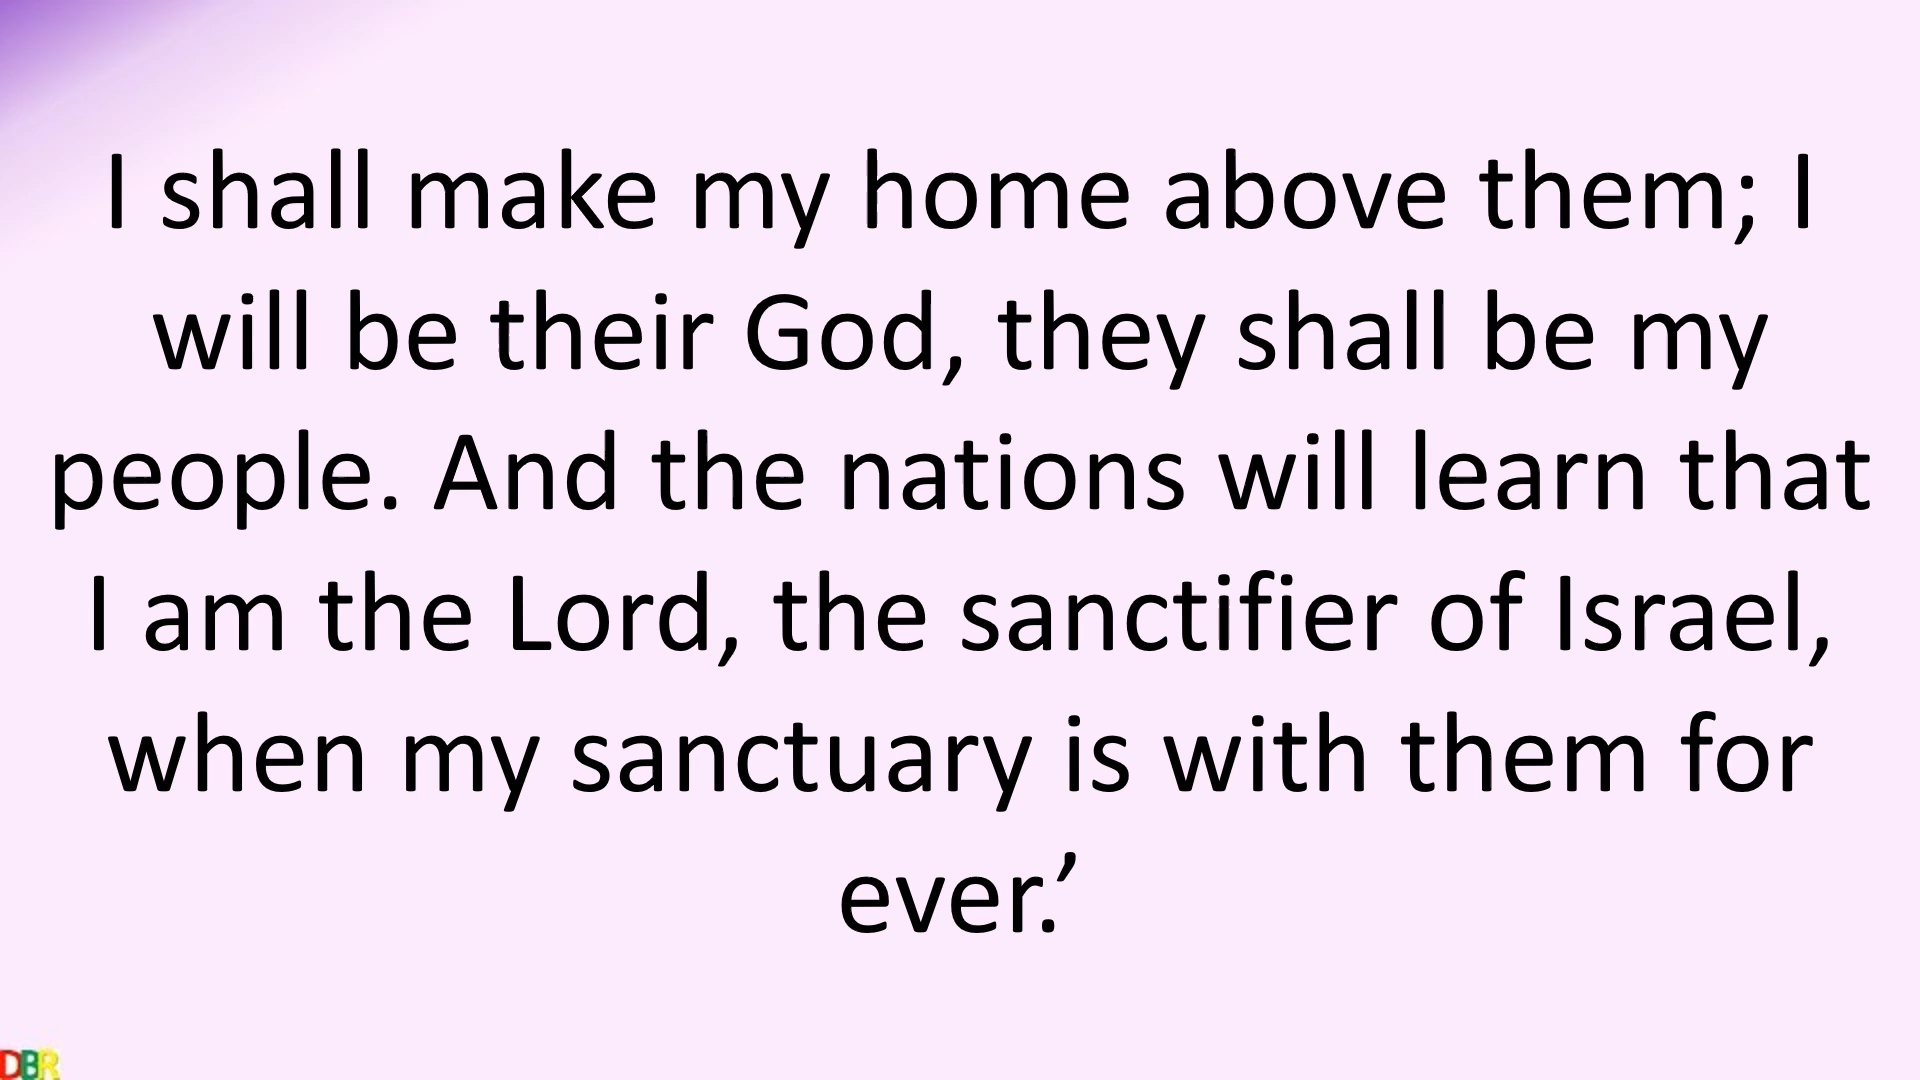 I shall make my home above them; I
will be their God, they shall be my
people. And the nations will learn that
I am the Lord, the sanctifier of Israel,
when my sanctuary is with them for
ever.’
DBR